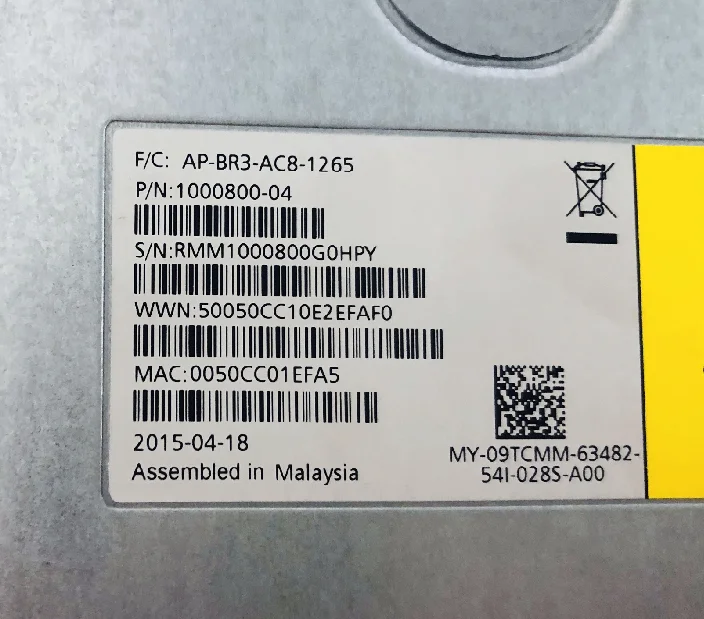 F/C: AP-BR3-AC8-1265
P/N:1000800-04
S/N:RMM1000800G0HPY
WWN:50050CC10E2EFAF0
MAC:0050CC01EFA5
2015-04-18
Assembled in Malaysia
MY-09TCMM-63482-
54I-028S-A00